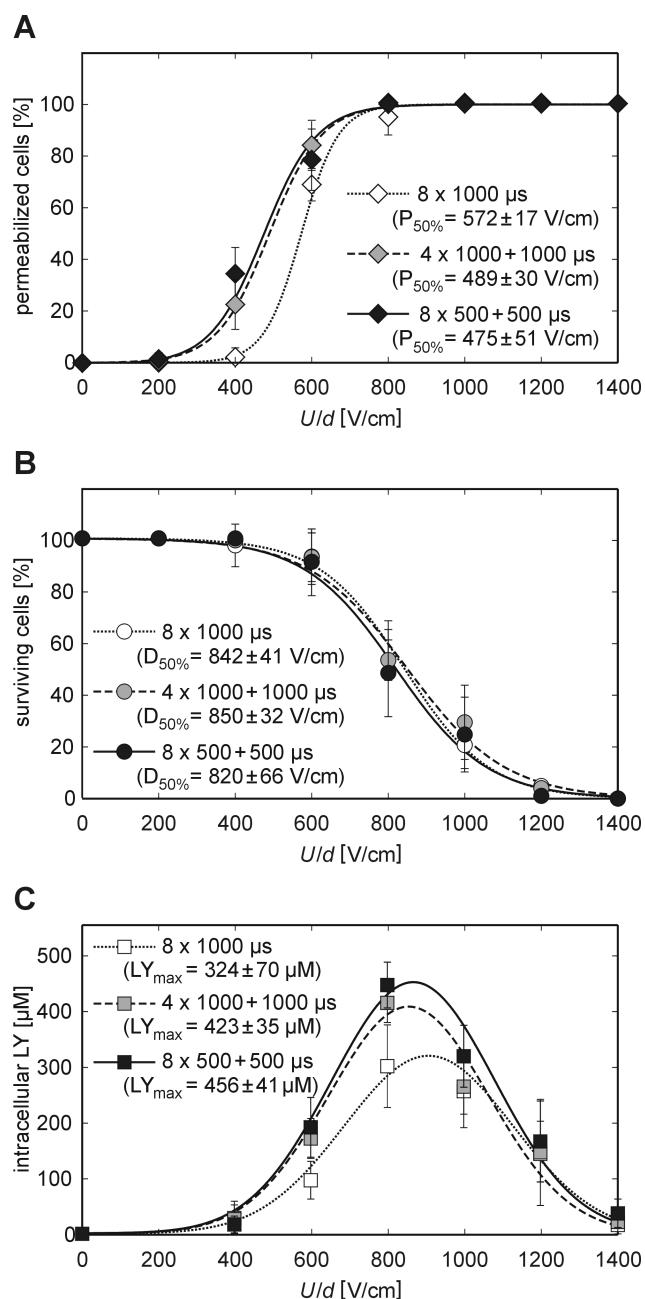 A
permeabilized cells [%]
100
80
60
40
20
0
8 x 1000 µs
(P50% = 572±17 V/cm)
4 x 1000+1000 µs
(P50% = 489±30 V/cm)
8 x 500+500 µs
(P50% = 475±51 V/cm)
0 200 400 600 800 1000 1200 1400
U/d [V/cm]
B
surviving cells [%]
100
80
60
40
20
0
8 x 1000 µs
(D50% = 842±41 V/cm)
4 x 1000+1000 µs
(D50% = 850±32 V/cm)
8 x 500+500 µs
(D50% = 820±66 V/cm)
0 200 400 600 800 1000 1200 1400
U/d [V/cm]
C
intracellular LY [µM]
500
400
300
200
100
0
8 x 1000 µs
(LYmax = 324±70 µM)
4 x 1000+1000 µs
(LYmax = 423±35 µM)
8 x 500+500 µs
(LYmax = 456±41 µM)
0 200 400 600 800 1000 1200 1400
U/d [V/cm]